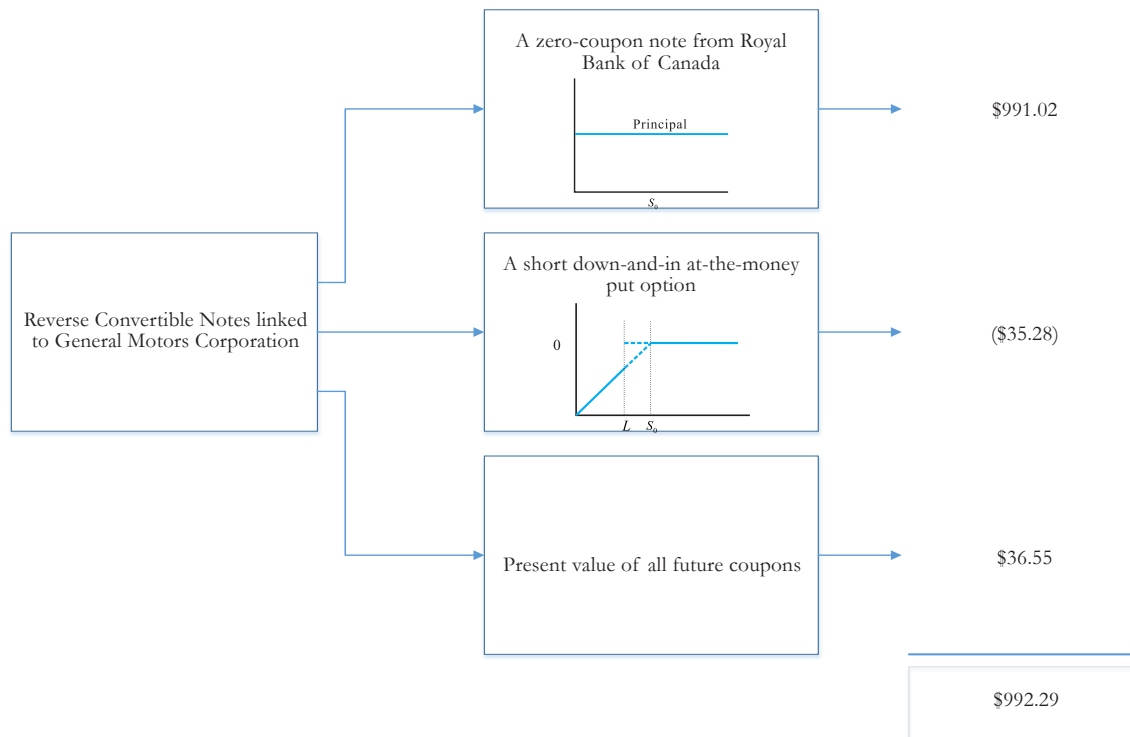 A zero-coupon note from Royal
Bank of Canada
Principal
S₀
$991.02
Reverse Convertible Notes linked
to General Motors Corporation
A short down-and-in at-the-money
put option
0
L S₀
($35.28)
Present value of all future coupons
$36.55
$992.29